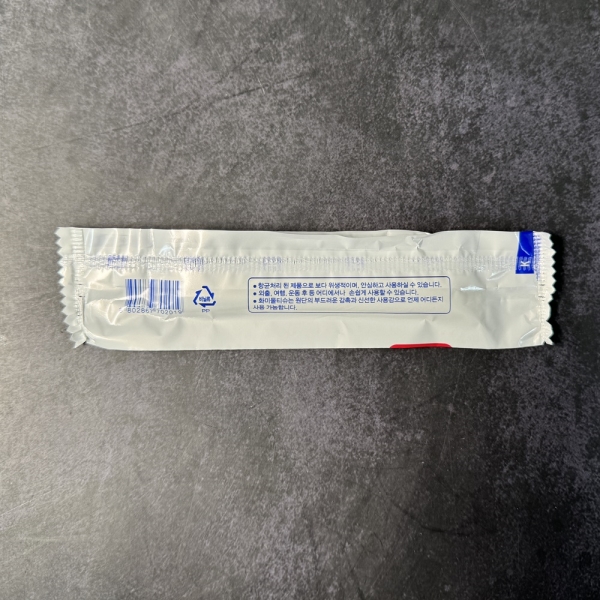 • 항균처리 된 제품으로 보다 위생적이며, 안심하고 사용하실 수 있습니다.
• 외출, 여행, 운동 후 등 어디에서나 손쉽게 사용할 수 있습니다.
• 화이물티슈는 원단의 부드러운 감촉과 신선한 사용감으로 언제 어디든지
사용 가능합니다.
비닐류
K